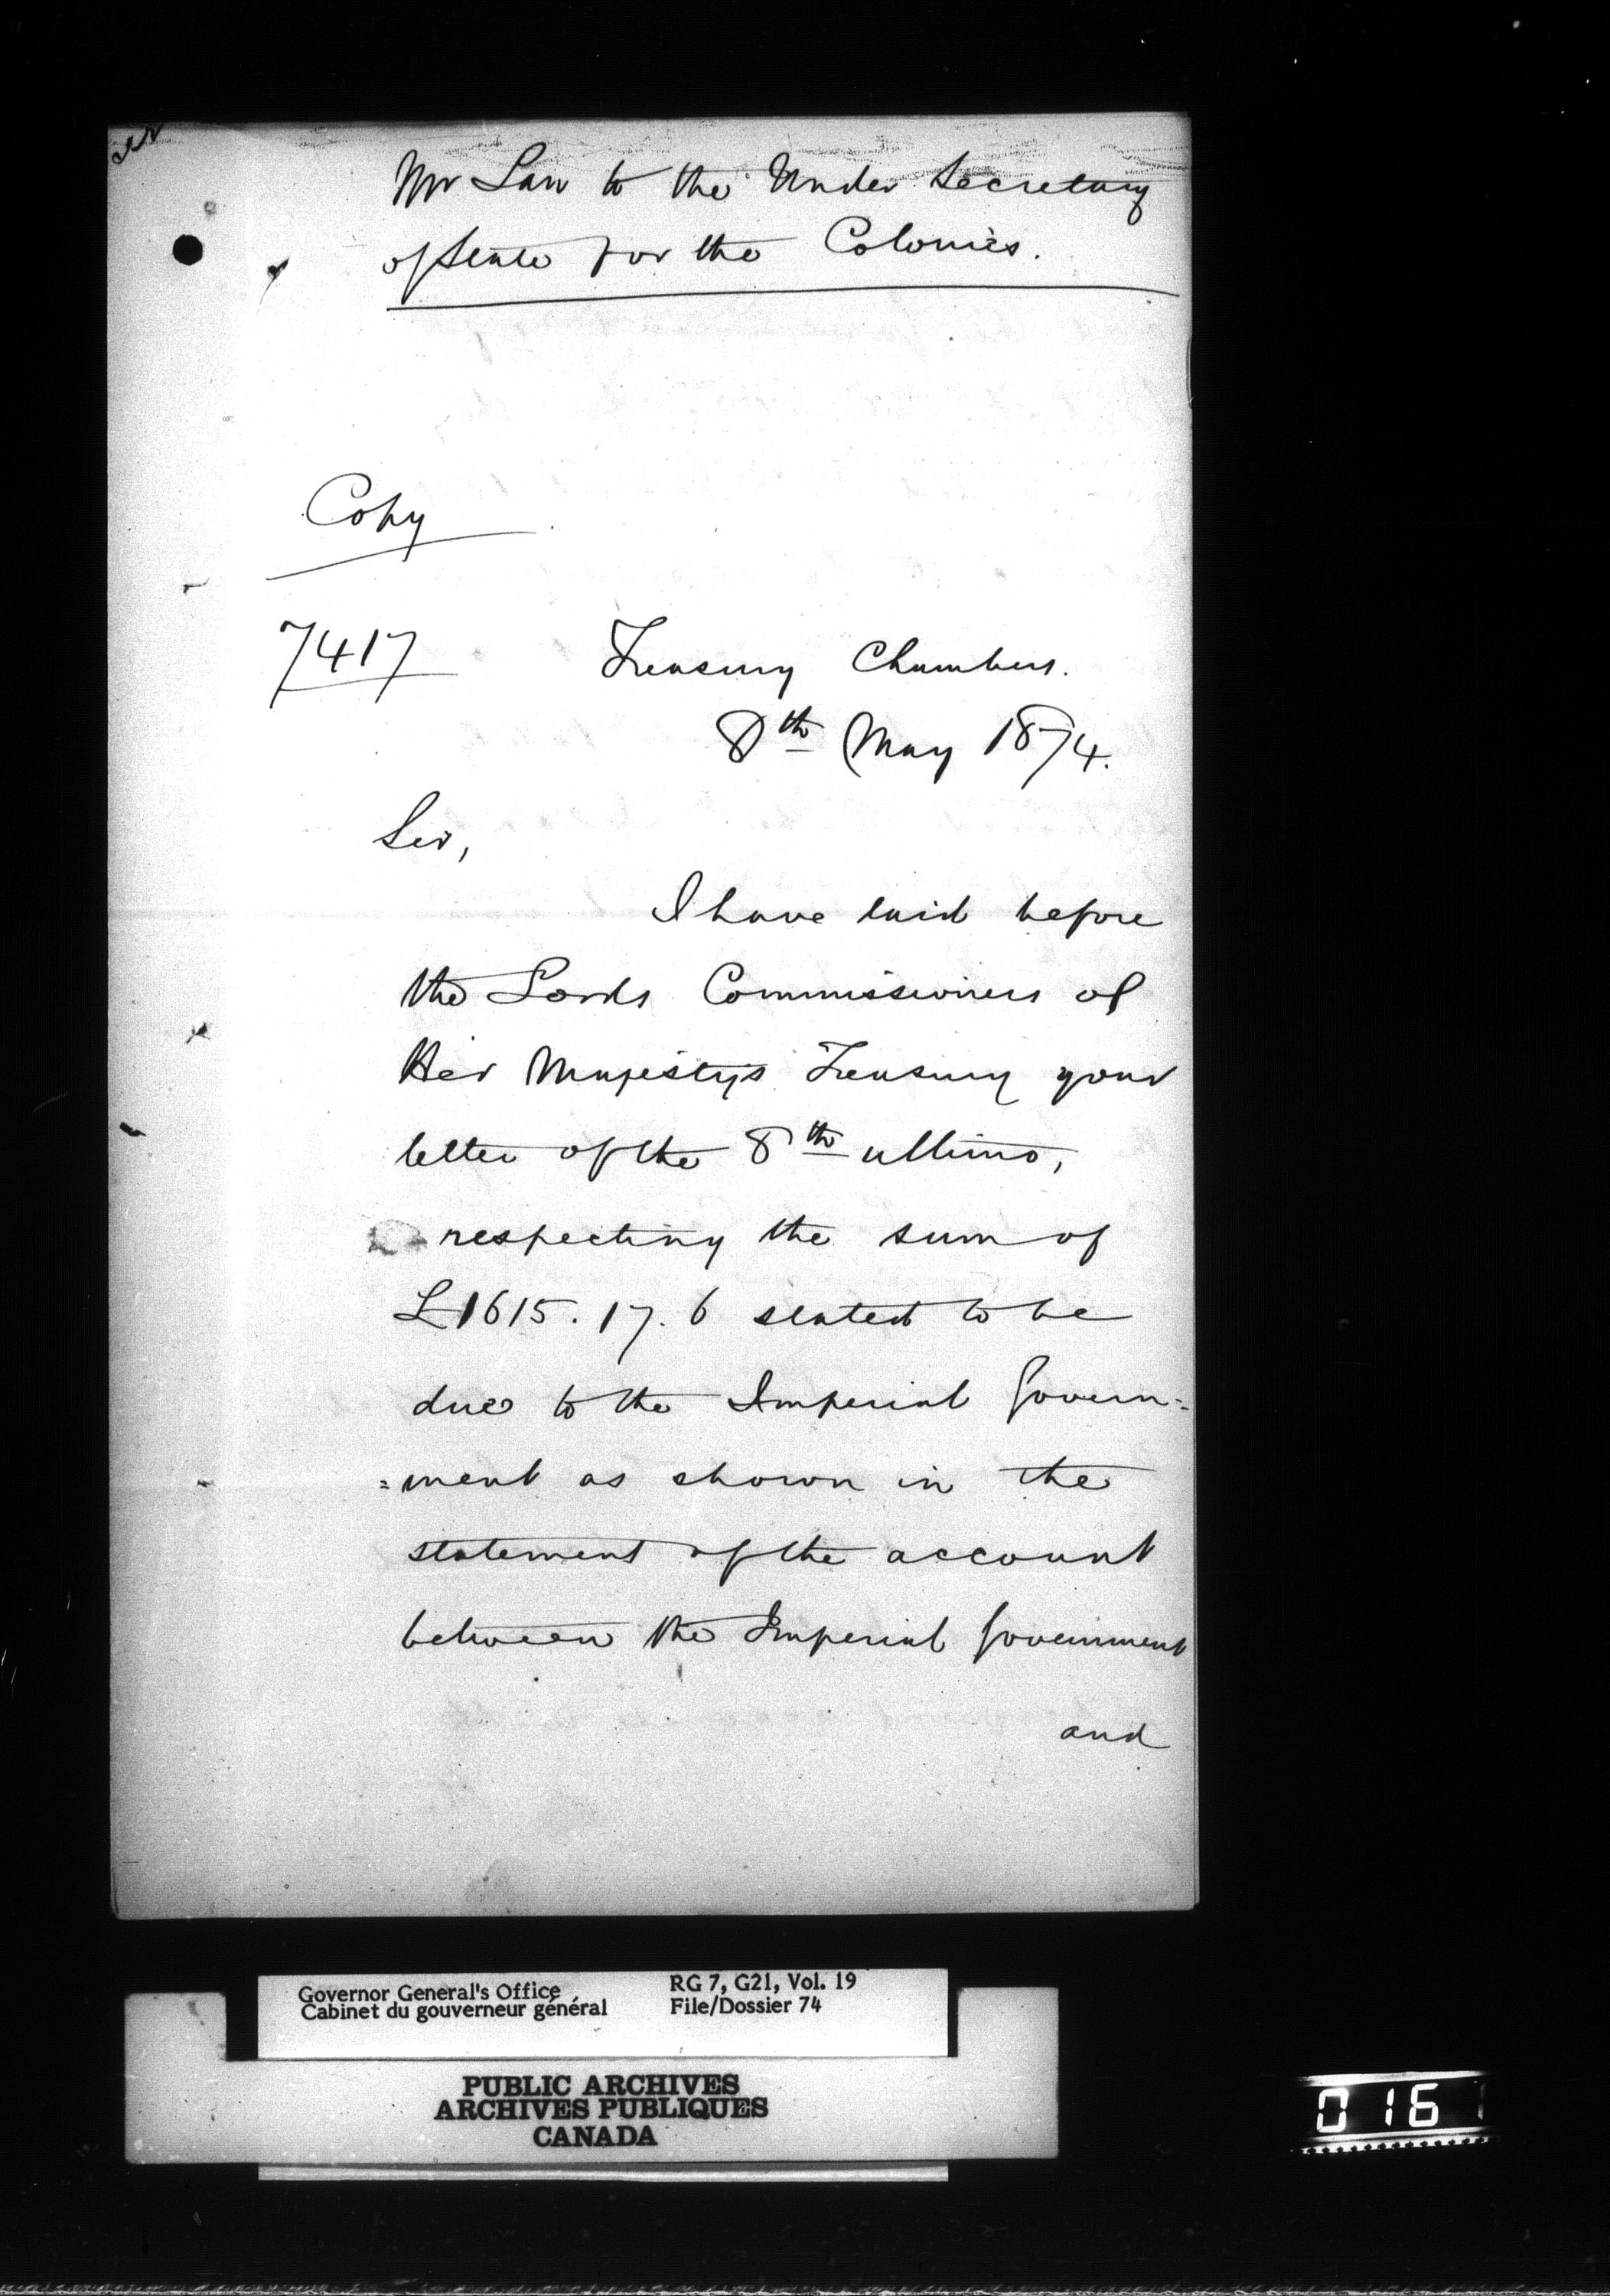 Mr Law to the Under Secretary
of State for the Colonies.
Copy
7417
Treasury Chambers.
8th May 1874.
Sir,
I have laid before
the Lords Commissioners of
Her Majesty's Treasury your
letter of the 8th ultimo,
respecting the sum of
£1615.17.6 stated to be
due to the Imperial Govern=
=ment as shown in the
statement of the account
between the Imperial Government
and
Governor General's Office
Cabinet du gouverneur général
RG 7, G21, Vol. 19
File/Dossier 74
PUBLIC ARCHIVES
ARCHIVES PUBLIQUES
CANADA
016